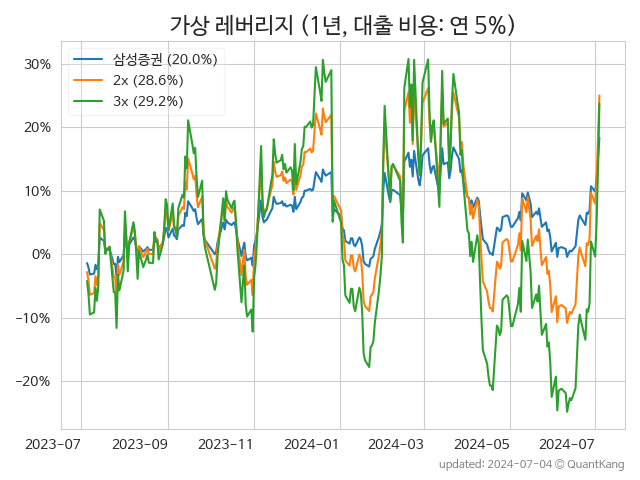 가상 레버리지 (1년, 대출 비용: 연 5%)
삼성증권 (20.0%)
2x (28.6%)
3x (29.2%)
30%
20%
10%
0%
−10%
−20%
2023-07 2023-09 2023-11 2024-01 2024-03 2024-05 2024-07
updated: 2024-07-04 @ QuantKang